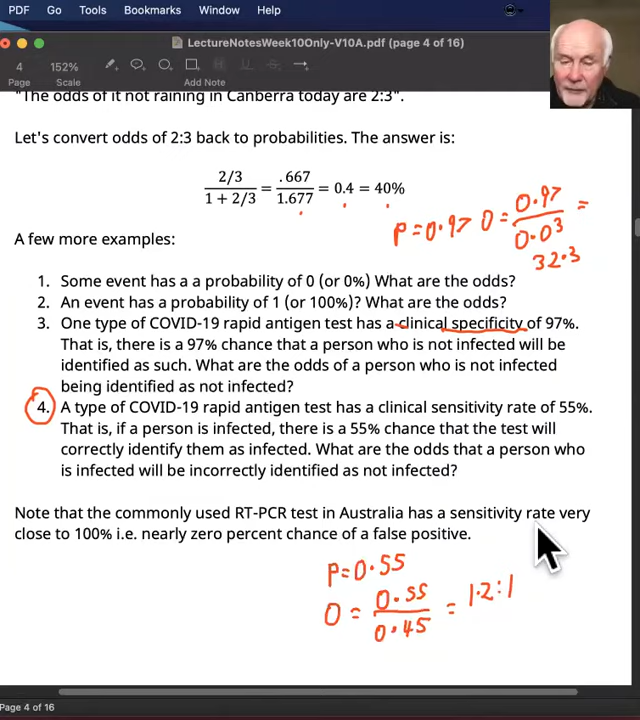 PDF Go Tools Bookmarks Window Help
LectureNotesWeek10Only-V10A.pdf (page 4 of 16)
4 152%
Page Scale Add Note
"The odds of it not raining in Canberra today are 2:3".
Let's convert odds of 2:3 back to probabilities. The answer is:
2/3 / 1 + 2/3 = .667 / 1.677 = 0.4 = 40%
P=0.97 O = 0.97 / 0.03 =
32.3
A few more examples:
1. Some event has a a probability of 0 (or 0%) What are the odds?
2. An event has a probability of 1 (or 100%)? What are the odds?
3. One type of COVID-19 rapid antigen test has a clinical specificity of 97%.
That is, there is a 97% chance that a person who is not infected will be
identified as such. What are the odds of a person who is not infected
being identified as not infected?
4. A type of COVID-19 rapid antigen test has a clinical sensitivity rate of 55%.
That is, if a person is infected, there is a 55% chance that the test will
correctly identify them as infected. What are the odds that a person who
is infected will be incorrectly identified as not infected?
Note that the commonly used RT-PCR test in Australia has a sensitivity rate very
close to 100% i.e. nearly zero percent chance of a false positive.
P=0.55
O = 0.55 / 0.45 = 1.2:1
Page 4 of 16